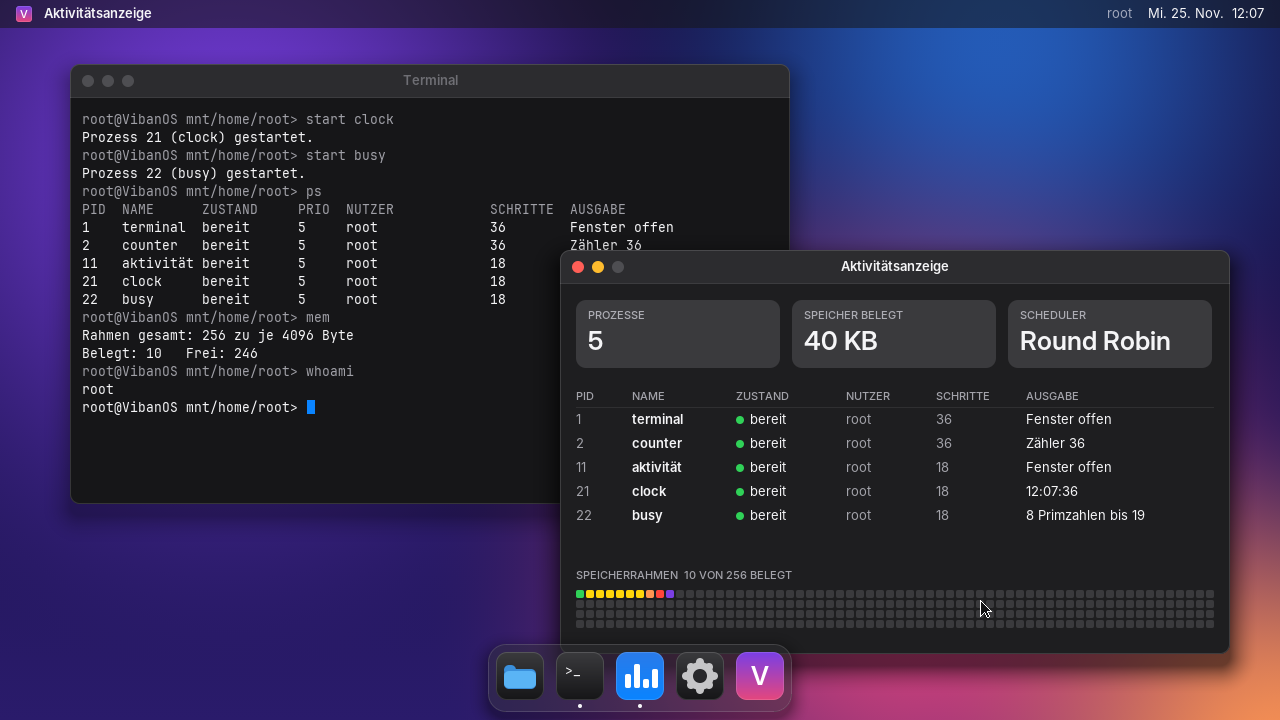 V Aktivitätsanzeige root Mi. 25. Nov. 12:07
Terminal
root@VibanOS mnt/home/root> start clock
Prozess 21 (clock) gestartet.
root@VibanOS mnt/home/root> start busy
Prozess 22 (busy) gestartet.
root@VibanOS mnt/home/root> ps
PID NAME ZUSTAND PRIO NUTZER SCHRITTE AUSGABE
1 terminal bereit 5 root 36 Fenster offen
2 counter bereit 5 root 36 Zähler 36
11 aktivität bereit 5 root 18
21 clock bereit 5 root 18
22 busy bereit 5 root 18
root@VibanOS mnt/home/root> mem
Rahmen gesamt: 256 zu je 4096 Byte
Belegt: 10 Frei: 246
root@VibanOS mnt/home/root> whoami
root
root@VibanOS mnt/home/root>
Aktivitätsanzeige
PROZESSE
5
SPEICHER BELEGT
40 KB
SCHEDULER
Round Robin
PID NAME ZUSTAND NUTZER SCHRITTE AUSGABE
1 terminal bereit root 36 Fenster offen
2 counter bereit root 36 Zähler 36
11 aktivität bereit root 18 Fenster offen
21 clock bereit root 18 12:07:36
22 busy bereit root 18 8 Primzahlen bis 19
SPEICHERRAHMEN 10 VON 256 BELEGT
>_
V